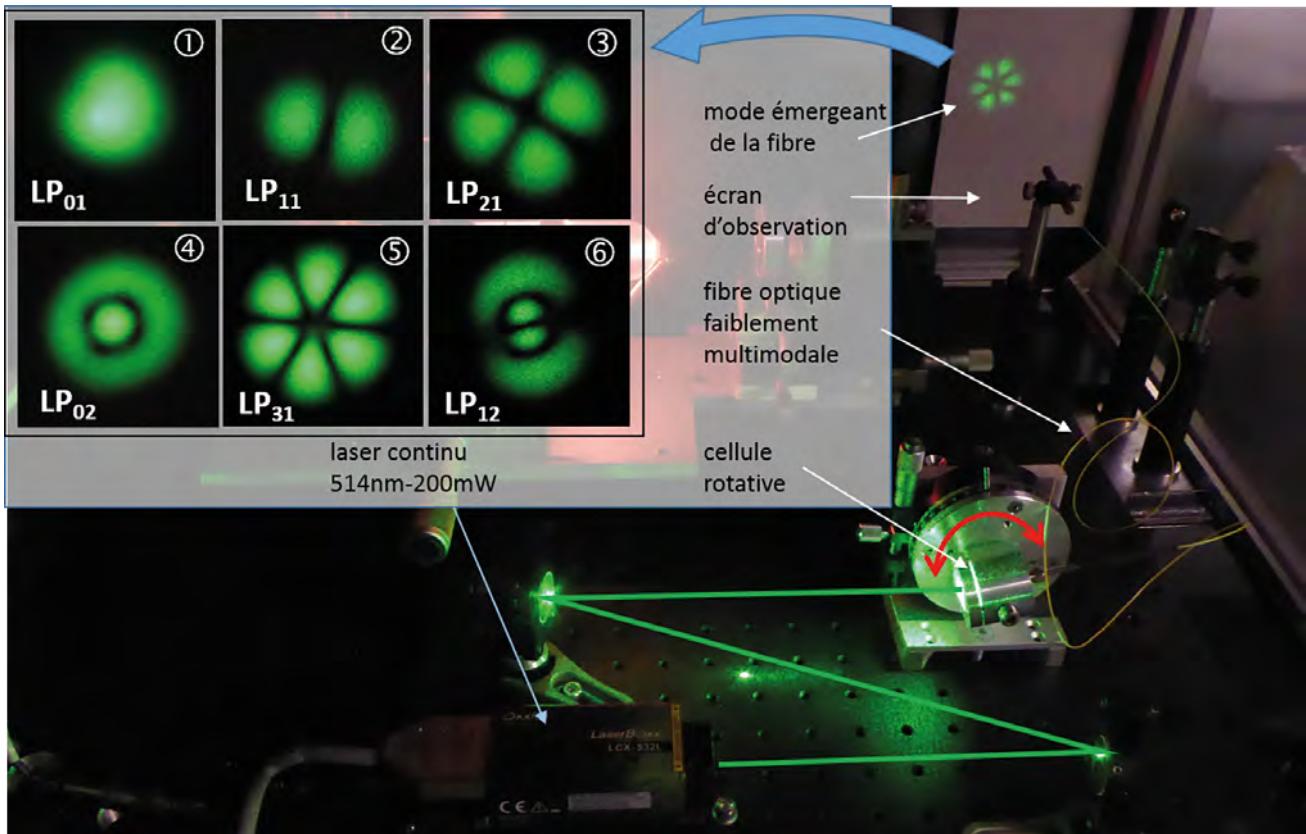 ①
②
③
LP01
LP11
LP21
④
⑤
⑥
LP02
LP31
LP12
mode émergeant
de la fibre
écran
d'observation
fibre optique
faiblement
multimodale
laser continu
514nm-200mW
cellule
rotative
LaserBoxx
LCX-532L
CE